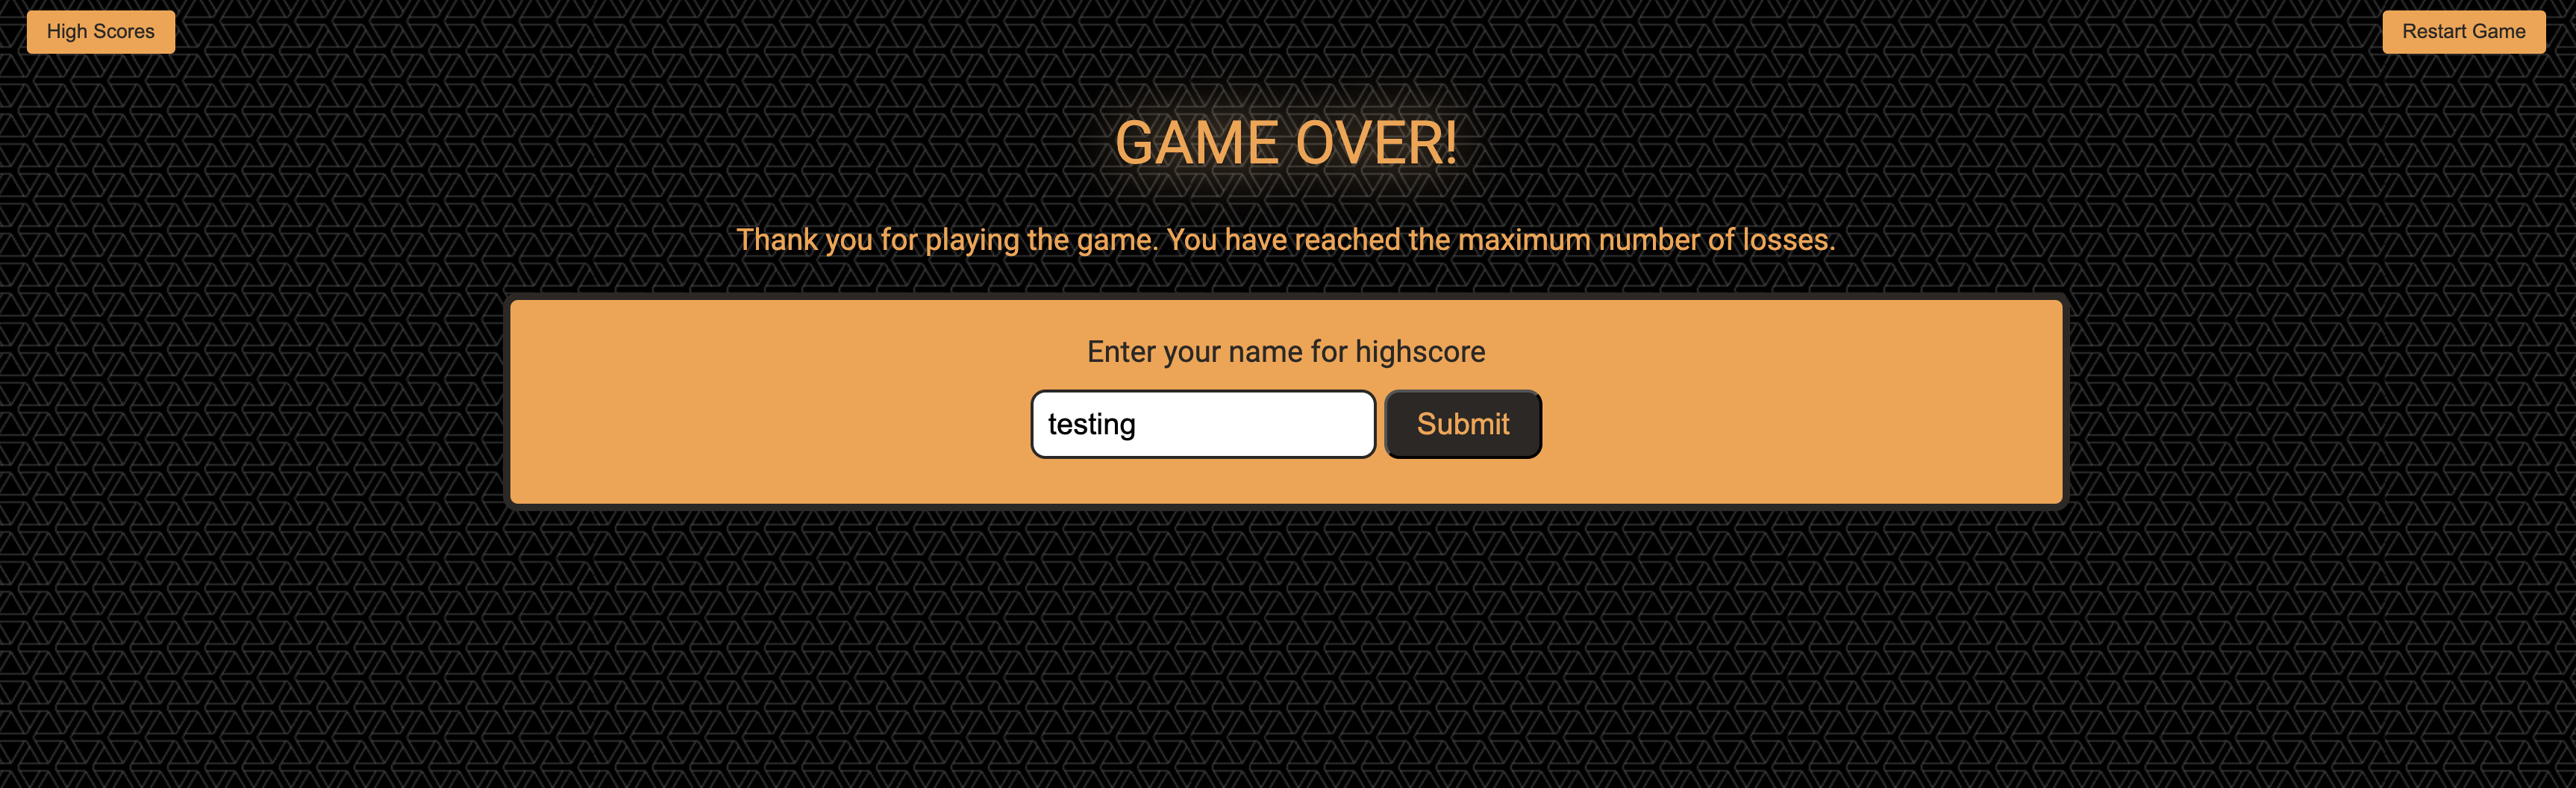 High Scores
Restart Game
GAME OVER!
Thank you for playing the game. You have reached the maximum number of losses.
Enter your name for highscore
testing
Submit